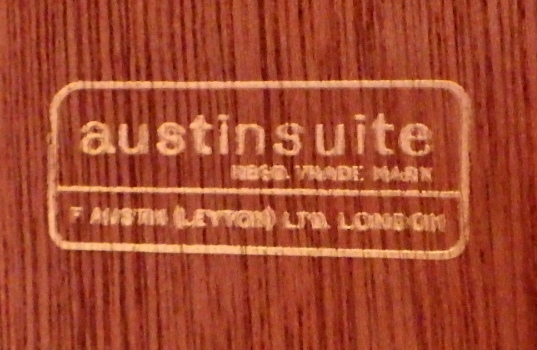 austinsuite
REGD. TRADE MARK
F AUSTIN (LEYTON) LTD. LONDON